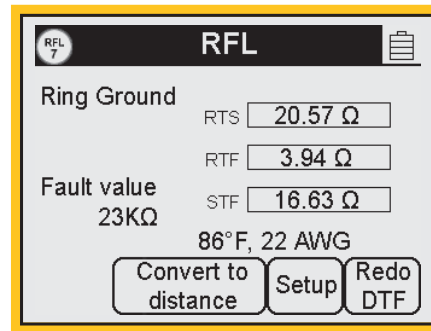 RFL 7
RFL
Ring Ground
RTS 20.57 Ω
RTF 3.94 Ω
Fault value
23KΩ
STF 16.63 Ω
86°F, 22 AWG
Convert to
distance
Setup
Redo
DTF